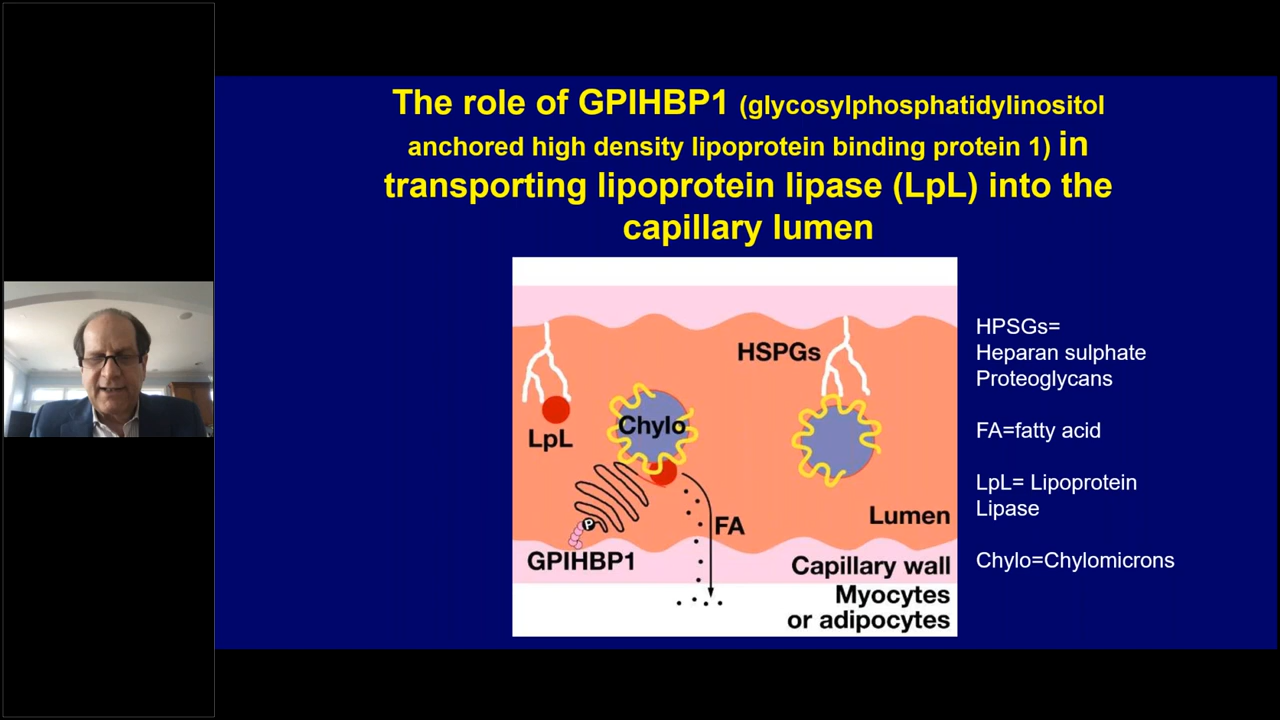 The role of GPIHBP1 (glycosylphosphatidylinositol
anchored high density lipoprotein binding protein 1) in
transporting lipoprotein lipase (LpL) into the
capillary lumen
HSPGs
LpL
Chylo
P
FA
GPIHBP1
Lumen
Capillary wall
Myocytes
or adipocytes
HPSGs=
Heparan sulphate
Proteoglycans
FA=fatty acid
LpL= Lipoprotein
Lipase
Chylo=Chylomicrons